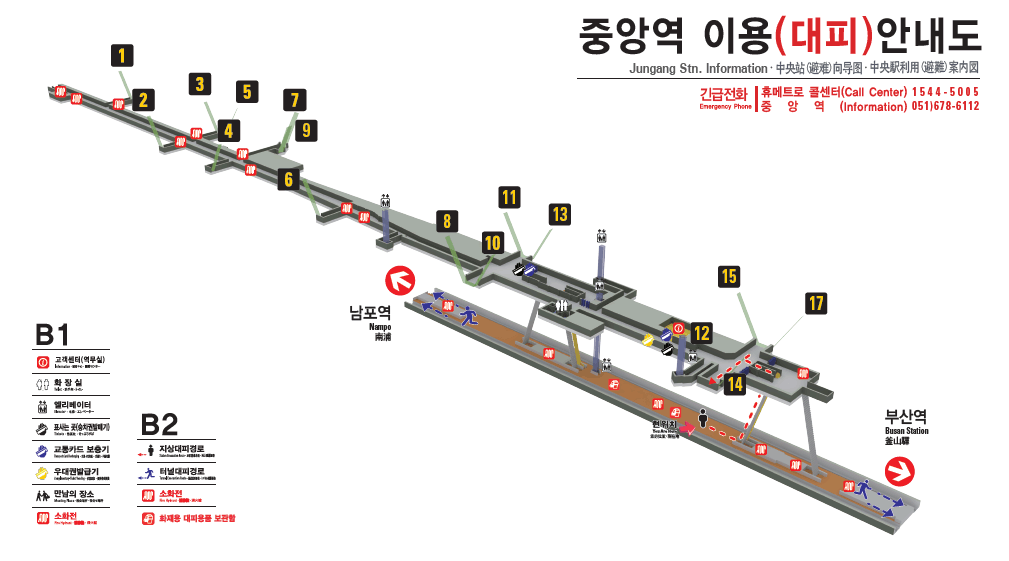 중앙역 이용(대피)안내도
Jungang Stn. Information · 中央站(避难)向导图 · 中央駅利用(避難)案内図
긴급전화
Emergency Phone
휴메트로 콜센터(Call Center) 1544-5005
중앙역 (Information) 051)678-6112
1
2
3
5
4
7
9
6
8
10
11
13
15
17
12
14
남포역
Nampo
南浦
현위치
부산역
Busan Station
釜山驛
B1
고객센터(역무실)
화장실
엘리베이터
표사는 곳(승차권발매기)
교통카드 보충기
우대권발급기
만남의 장소
소화전
B2
지상대피경로
터널대피경로
소화전
화재용 대피용품 보관함